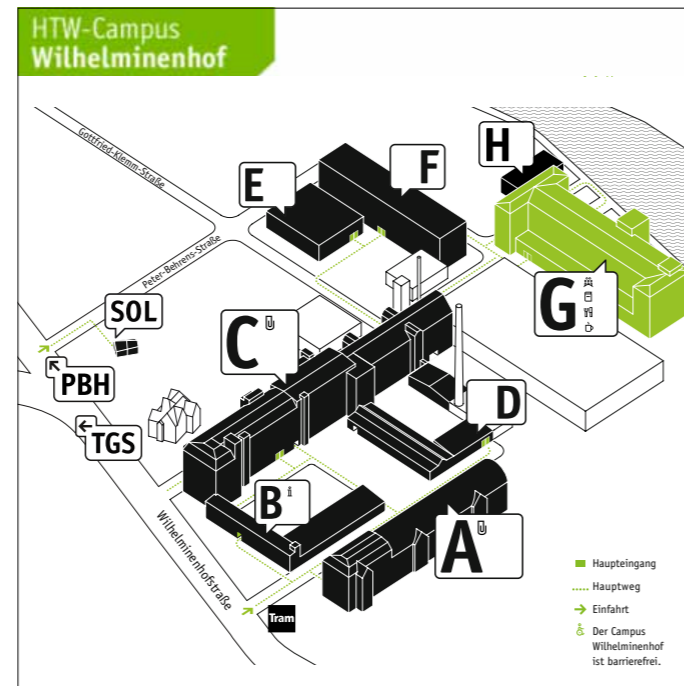 HTW-Campus
Wilhelminenhof
Gottfried-Klemm-Straße
H
F
E
Peter-Behrens-Straße
SOL
G
C
PBH
D
TGS
B i
A
Wilhelminenhofstraße
Tram
Haupteingang
Hauptweg
Einfahrt
Der Campus
Wilhelminenhof
ist barrierefrei.